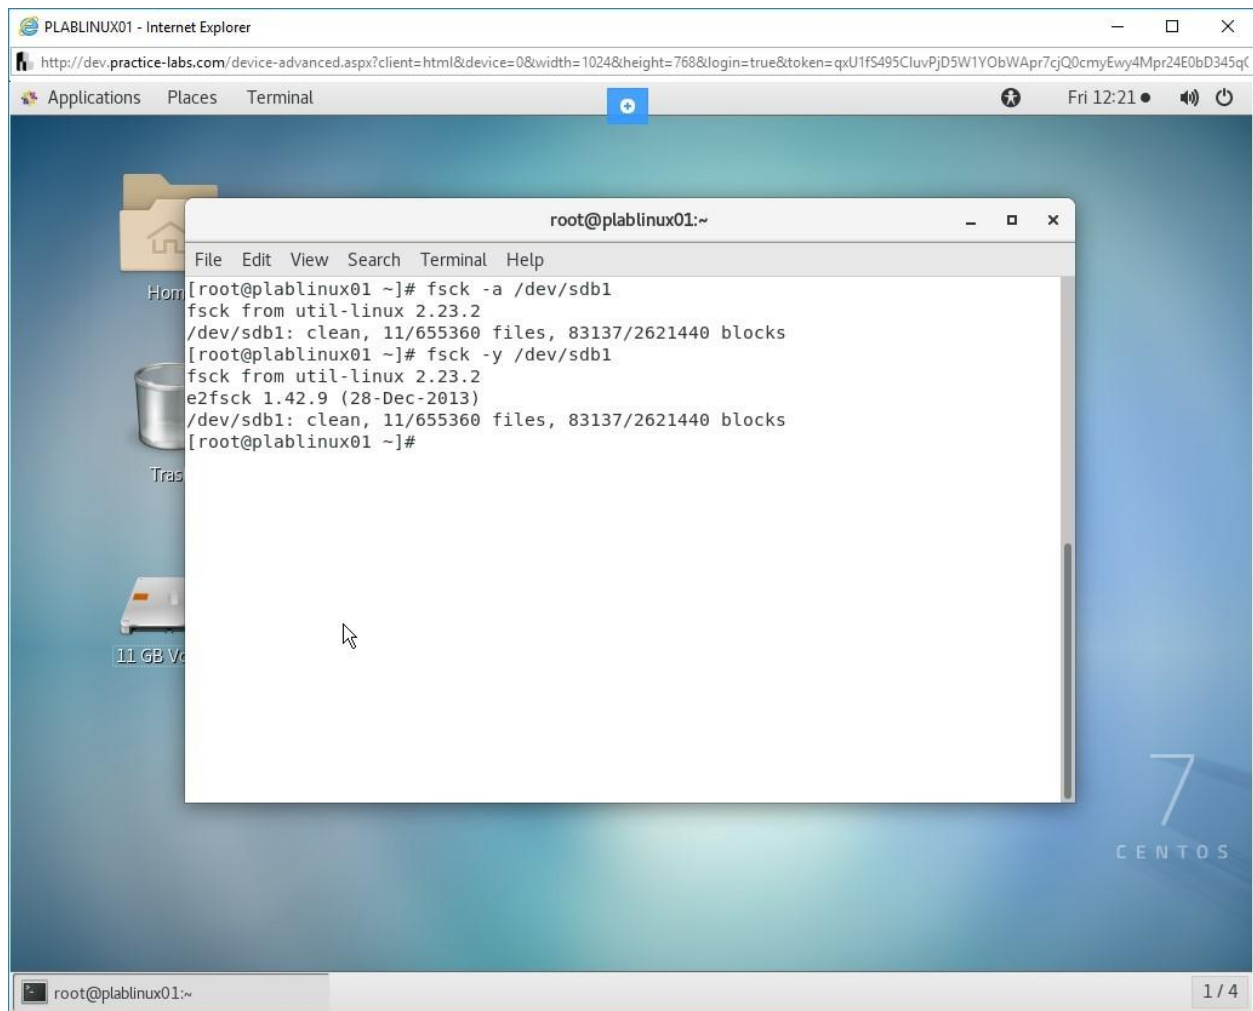 PLABLINUX01 - Internet Explorer
http://dev.practice-labs.com/device-advanced.aspx?client=html&device=0&width=1024&height=768&login=true&token=qxU1fS495CluvPjD5W1YObWApr7cjQ0cmyEwy4Mpr24E0bD345q
Applications Places Terminal Fri 12:21
root@plablinux01:~
File Edit View Search Terminal Help
[root@plablinux01 ~]# fsck -a /dev/sdb1
fsck from util-linux 2.23.2
/dev/sdb1: clean, 11/655360 files, 83137/2621440 blocks
[root@plablinux01 ~]# fsck -y /dev/sdb1
fsck from util-linux 2.23.2
e2fsck 1.42.9 (28-Dec-2013)
/dev/sdb1: clean, 11/655360 files, 83137/2621440 blocks
[root@plablinux01 ~]#
Hom
Tras
11 GB Vo
7
CENTOS
root@plablinux01:~
1 / 4